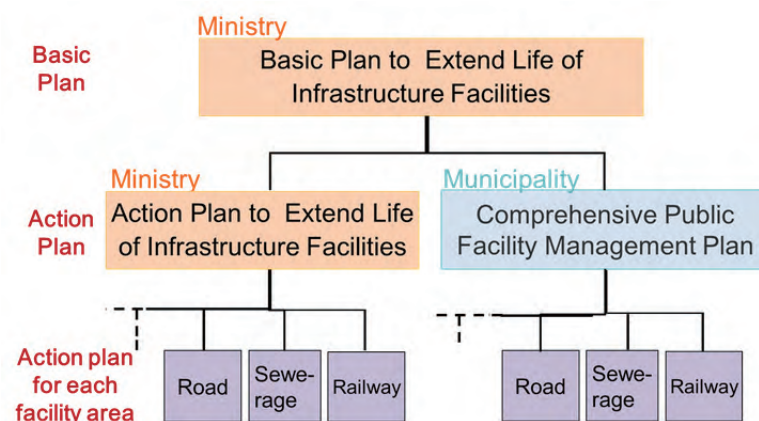 Ministry
Basic
Plan
Basic Plan to Extend Life of
Infrastructure Facilities
Ministry
Municipality
Action
Plan
Action Plan to Extend Life
of Infrastructure Facilities
Comprehensive Public
Facility Management Plan
Action plan
for each
facility area
Road
Sewe-
rage
Railway
Road
Sewe-
rage
Railway